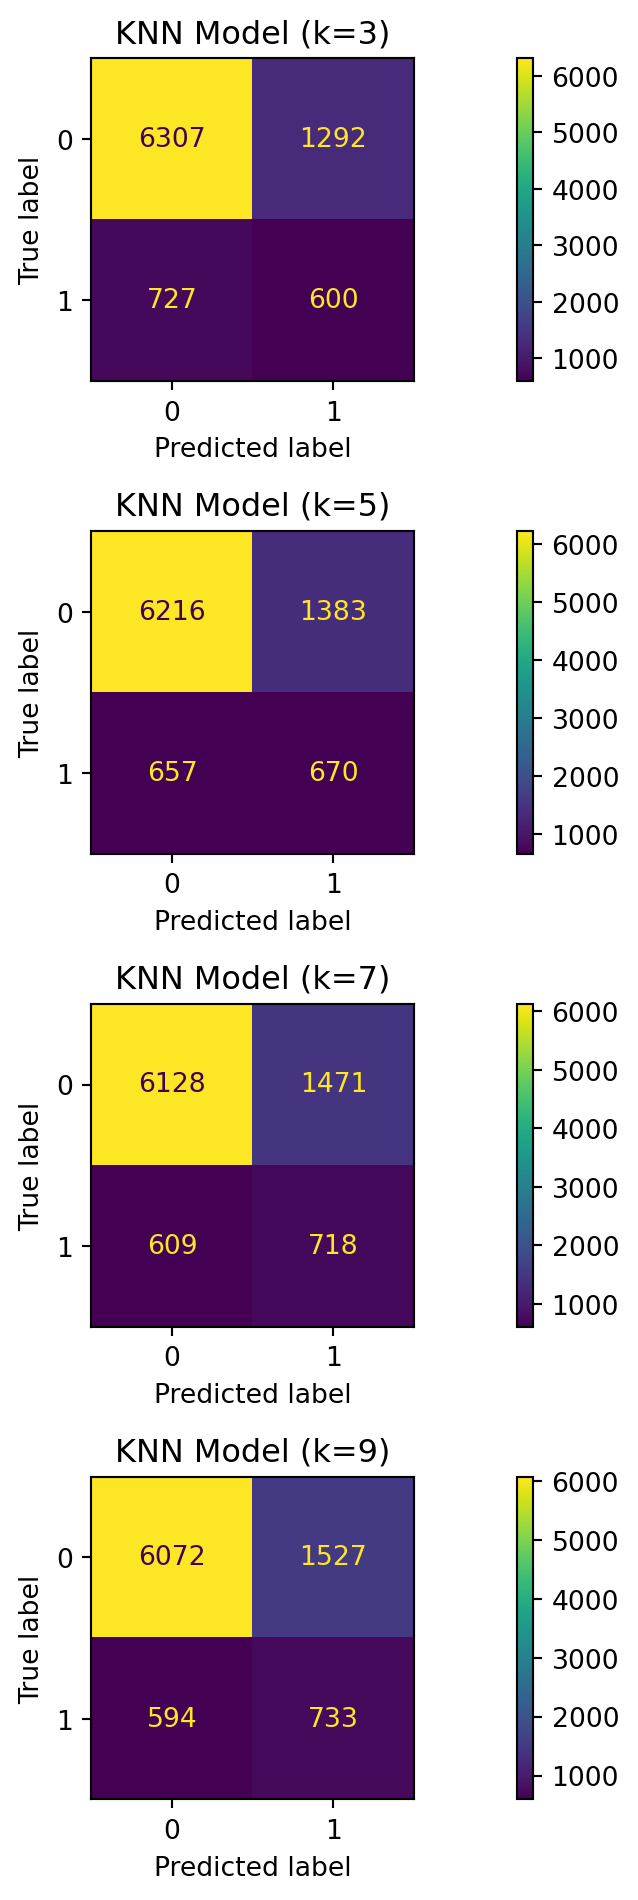 KNN Model (k=3)
6000
0 6307 1292
5000
4000
True label
3000
1 727 600
2000
1000
0 1
Predicted label
KNN Model (k=5)
6000
0 6216 1383
5000
4000
True label
3000
1 657 670
2000
1000
0 1
Predicted label
KNN Model (k=7)
6000
0 6128 1471
5000
4000
True label
3000
1 609 718
2000
1000
0 1
Predicted label
KNN Model (k=9)
6000
0 6072 1527
5000
4000
True label
3000
1 594 733
2000
1000
0 1
Predicted label